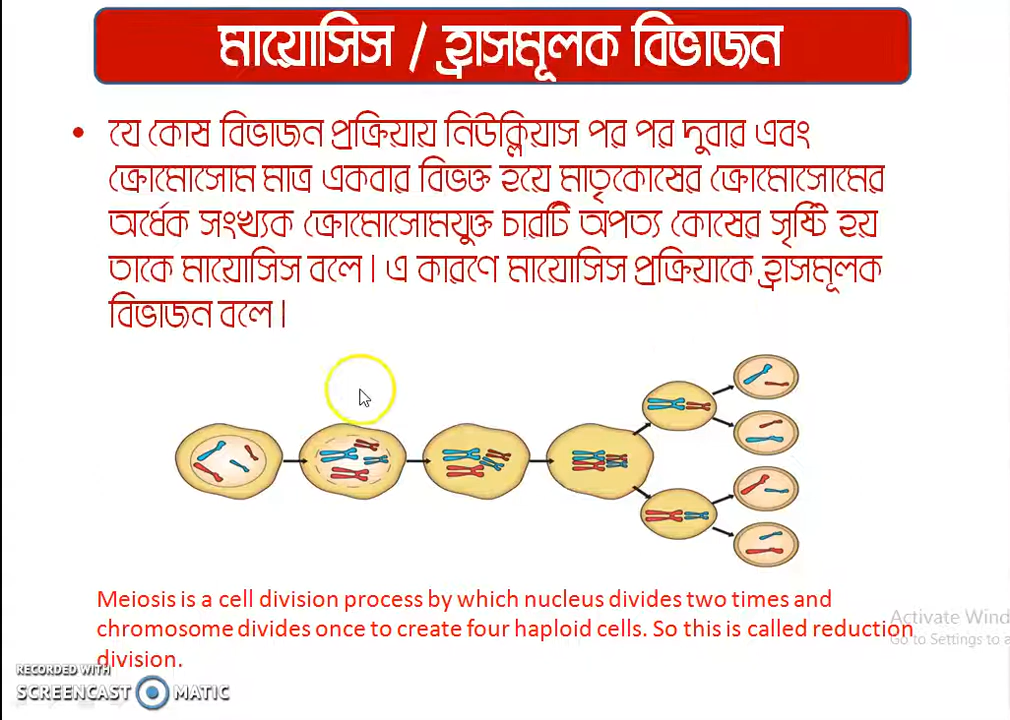 মায়োসিস / হ্রাসমূলক বিভাজন
• যে কোষ বিভাজন প্রক্রিয়ায় নিউক্লিয়াস পর পর দুবার এবং
ক্রোমোসোম মাত্র একবার বিভক্ত হয়ে মাতৃকোষের ক্রোমোসোমের
অর্ধেক সংখ্যক ক্রোমোসোমযুক্ত চারটি অপত্য কোষের সৃষ্টি হয়
তাকে মায়োসিস বলে। এ কারণে মায়োসিস প্রক্রিয়াকে হ্রাসমূলক
বিভাজন বলে।
Meiosis is a cell division process by which nucleus divides two times and
chromosome divides once to create four haploid cells. So this is called reduction
division.
Activate Wind
Go to Settings to a
RECORDED WITH
SCREENCAST MATIC